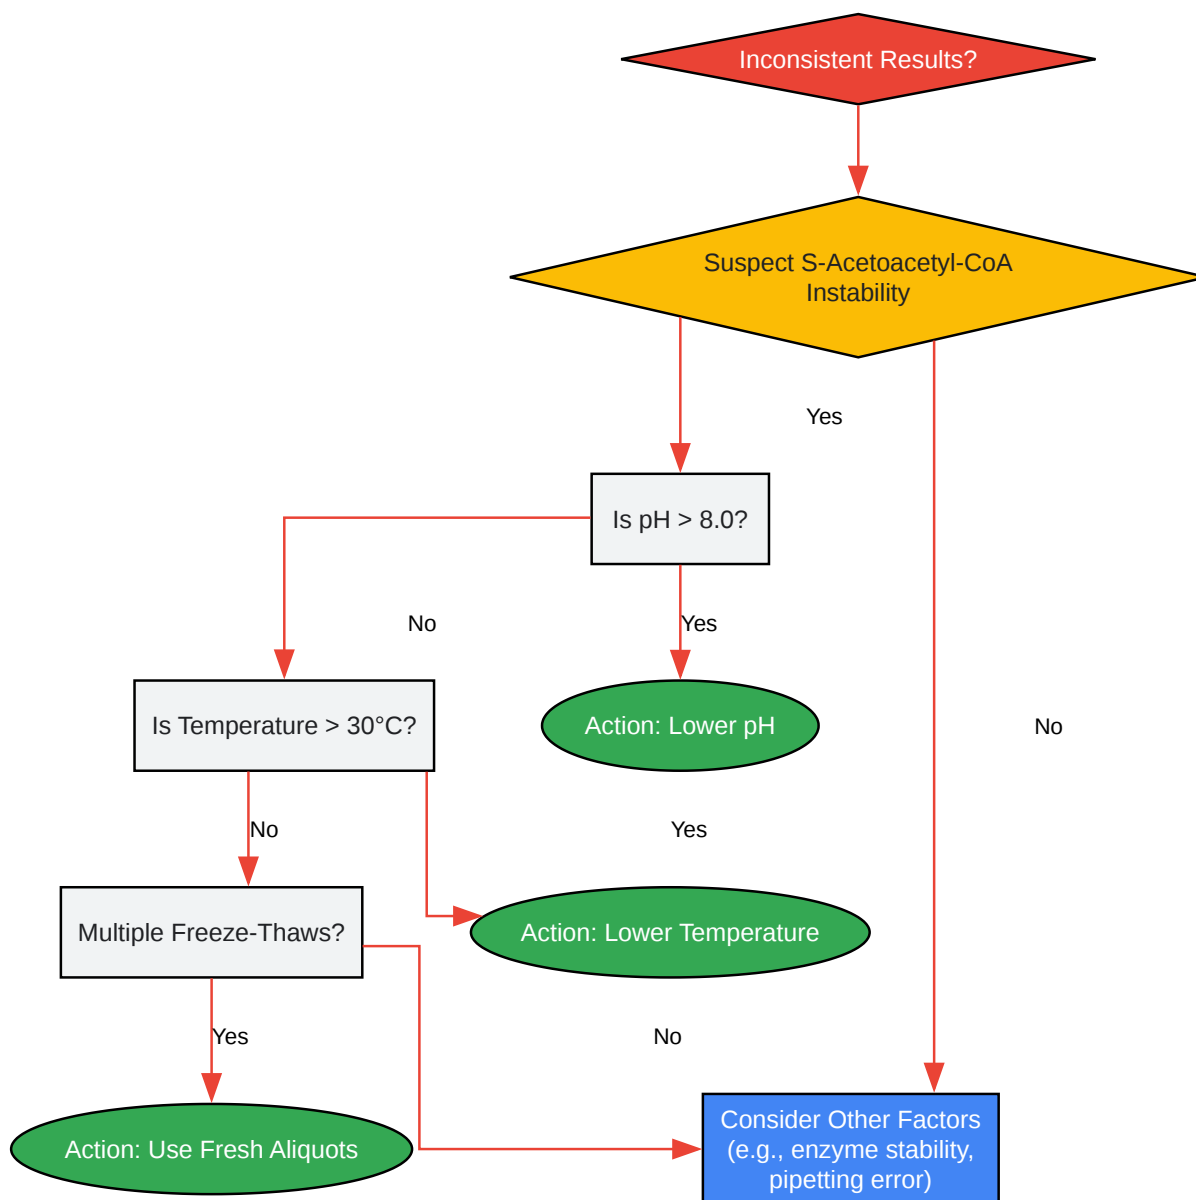 Inconsistent Results?
Suspect S-Acetoacetyl-CoA
Instability
Yes
Is pH > 8.0?
No
Yes
Is Temperature > 30°C?
Action: Lower pH
No
No
Yes
Multiple Freeze-Thaws?
Action: Lower Temperature
Yes
No
Action: Use Fresh Aliquots
Consider Other Factors
(e.g., enzyme stability,
pipetting error)